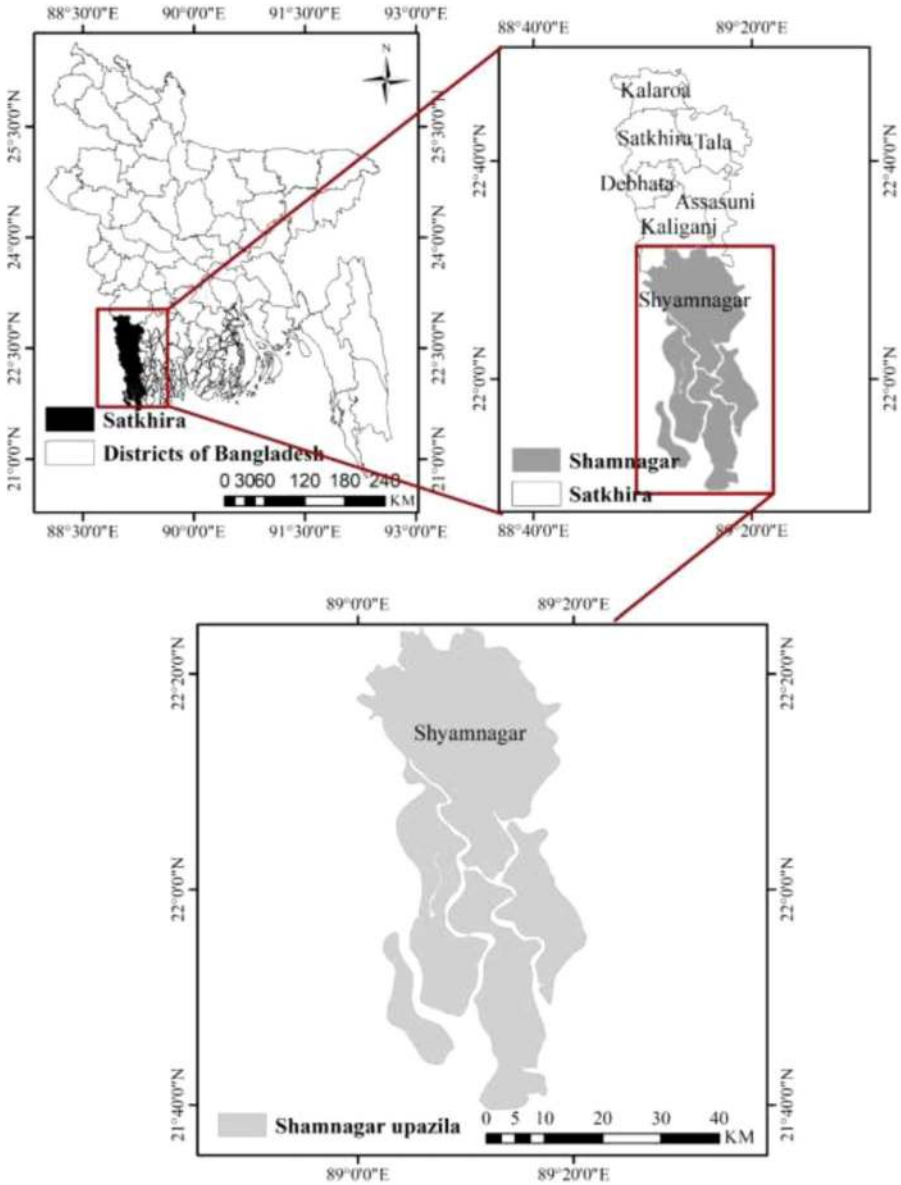 88°30'0"E 90°0'0"E 91°30'0"E 93°0'0"E
N
25°30'0"N
24°0'0"N
22°30'0"N
21°0'0"N
25°30'0"N
24°0'0"N
22°30'0"N
21°0'0"N
Satkhira
Districts of Bangladesh
0 3060 120 180 240
KM
88°30'0"E 90°0'0"E 91°30'0"E 93°0'0"E
88°40'0"E 89°20'0"E
22°40'0"N
22°0'0"N
22°40'0"N
22°0'0"N
Kalaroa
Satkhira Tala
Debhata
Assasuni
Kaliganj
Shyamnagar
Shamnagar
Satkhira
88°40'0"E 89°20'0"E
89°0'0"E 89°20'0"E
22°20'0"N
22°0'0"N
21°40'0"N
22°20'0"N
22°0'0"N
21°40'0"N
Shyamnagar
Shamnagar upazila
0 5 10 20 30 40
KM
89°0'0"E 89°20'0"E